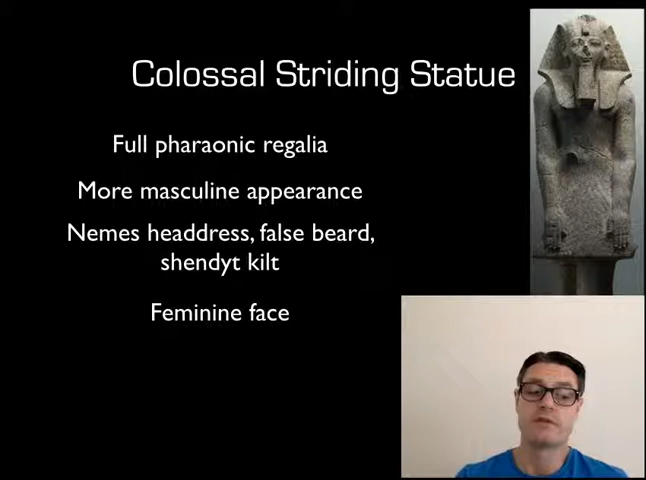 Colossal Striding Statue
Full pharaonic regalia
More masculine appearance
Nemes headdress, false beard,
shendyt kilt
Feminine face